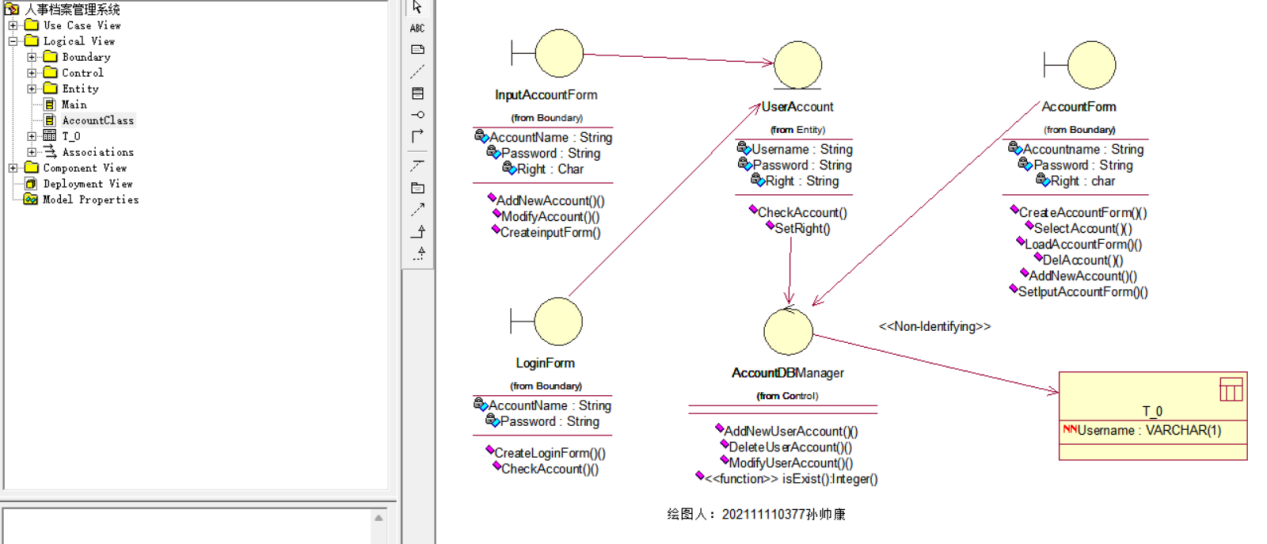 人事档案管理系统
Use Case View
Logical View
Boundary
Control
Entity
Main
AccountClass
T_0
Associations
Component View
Deployment View
Model Properties
ABC
InputAccountForm
(from Boundary)
AccountName : String
Password : String
Right : Char
AddNewAccount()()
ModifyAccount()()
CreateinputForm()
UserAccount
(from Entity)
Username : String
Password : String
Right : String
CheckAccount()
SetRight()
AccountForm
(from Boundary)
Accountname : String
Password : String
Right : char
CreateAccountForm()()
SelectAccount()()
LoadAccountForm()()
DelAccount()()
AddNewAccount()()
SetIputAccountForm()()
LoginForm
(from Boundary)
AccountName : String
Password : String
CreateLoginForm()()
CheckAccount()()
AccountDBManager
(from Control)
AddNewUserAccount()()
DeleteUserAccount()()
ModifyUserAccount()()
<<function>> isExist():Integer()
<<Non-Identifying>>
T_0
NN Username : VARCHAR(1)
绘图人：202111110377孙帅康